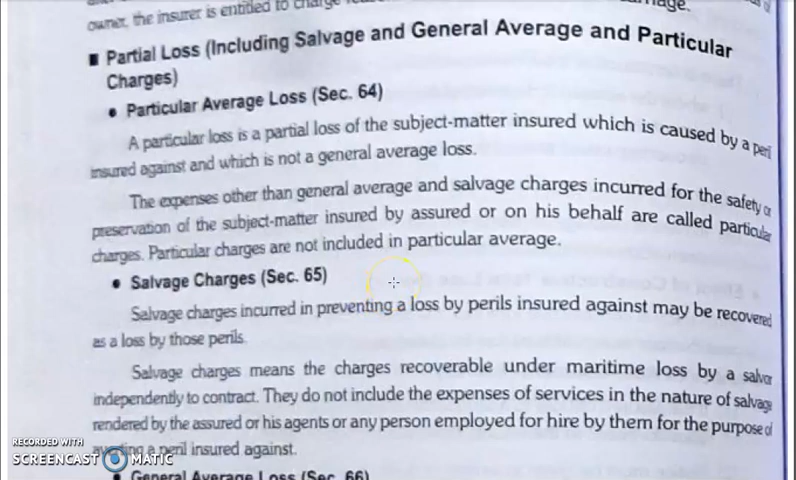 owner, the insurer is entitled to charge
■ Partial Loss (Including Salvage and General Average and Particular
Charges)
• Particular Average Loss (Sec. 64)
A particular loss is a partial loss of the subject-matter insured which is caused by a peril
insured against and which is not a general average loss.
The expenses other than general average and salvage charges incurred for the safety or
preservation of the subject-matter insured by assured or on his behalf are called particular
charges. Particular charges are not included in particular average.
• Salvage Charges (Sec. 65)
Salvage charges incurred in preventing a loss by perils insured against may be recovered
as a loss by those perils.
Salvage charges means the charges recoverable under maritime loss by a salvor
independently to contract. They do not include the expenses of services in the nature of salvage
rendered by the assured or his agents or any person employed for hire by them for the purpose of
a peril insured against.
• General Average Loss (Sec. 66)
RECORDED WITH
SCREENCAST MATIC